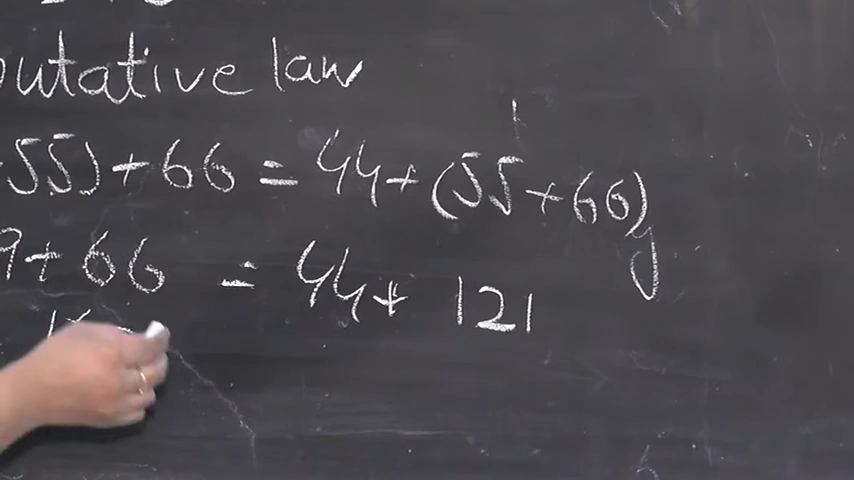 utative law
55) + 66 = 44 + (55 + 66)
9 + 66 = 44 + 121